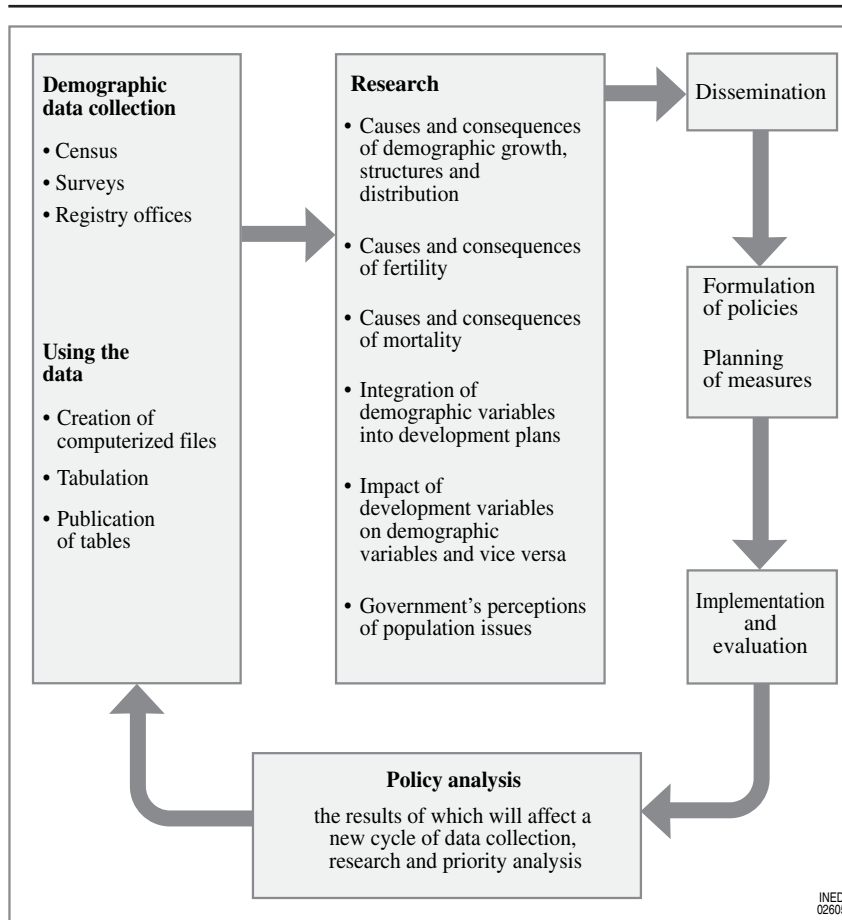 Demographic
data collection
• Census
• Surveys
• Registry offices
Using the
data
• Creation of
computerized files
• Tabulation
• Publication
of tables
Research
• Causes and consequences
of demographic growth,
structures and
distribution
• Causes and consequences
of fertility
• Causes and consequences
of mortality
• Integration of
demographic variables
into development plans
• Impact of
development variables
on demographic
variables and vice versa
• Government's perceptions
of population issues
Dissemination
Formulation
of policies
Planning
of measures
Implementation
and
evaluation
Policy analysis
the results of which will affect a
new cycle of data collection,
research and priority analysis
INED
02605